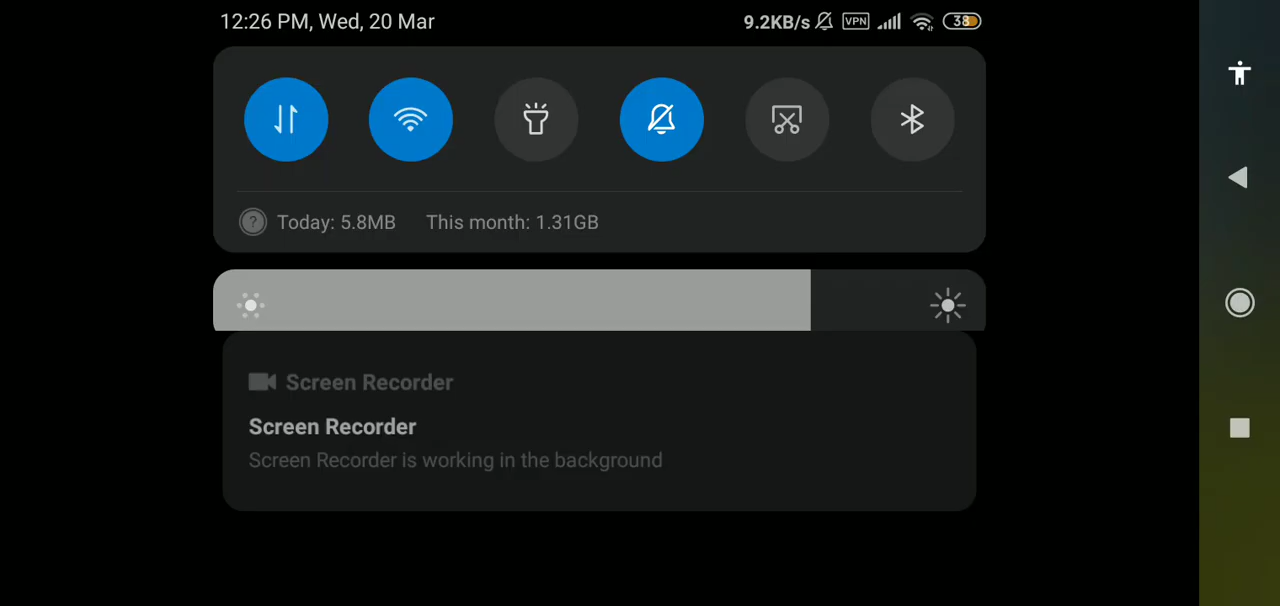 12:26 PM, Wed, 20 Mar
9.2KB/s VPN 38
? Today: 5.8MB This month: 1.31GB
Screen Recorder
Screen Recorder
Screen Recorder is working in the background